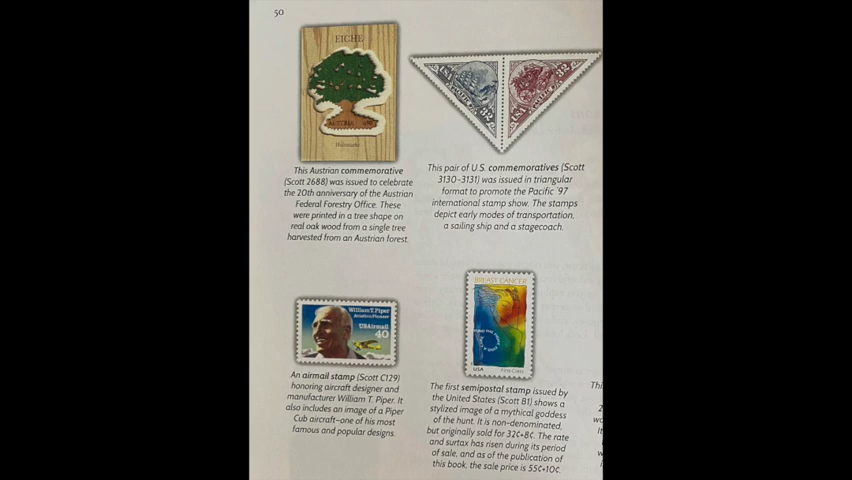 50
EICHE
AUSTRIA
USA
32
32
USA
This Austrian commemorative
(Scott 2688) was issued to celebrate
the 20th anniversary of the Austrian
Federal Forestry Office. These
were printed in a tree shape on
real oak wood from a single tree
harvested from an Austrian forest.
This pair of U.S. commemoratives (Scott
3130–3131) was issued in triangular
format to promote the Pacific '97
international stamp show. The stamps
depict early modes of transportation,
a sailing ship and a stagecoach.
William T. Piper
Aviation Pioneer
USAirmail
40
BREAST CANCER
USA First Class
An airmail stamp (Scott C129)
honoring aircraft designer and
manufacturer William T. Piper. It
also includes an image of a Piper
Cub aircraft—one of his most
famous and popular designs.
The first semipostal stamp issued by
the United States (Scott B1) shows a
stylized image of a mythical goddess
of the hunt. It is non-denominated,
but originally sold for 32¢+8¢. The rate
and surtax has risen during its period
of sale, and as of the publication of
this book, the sale price is 55¢+10¢.